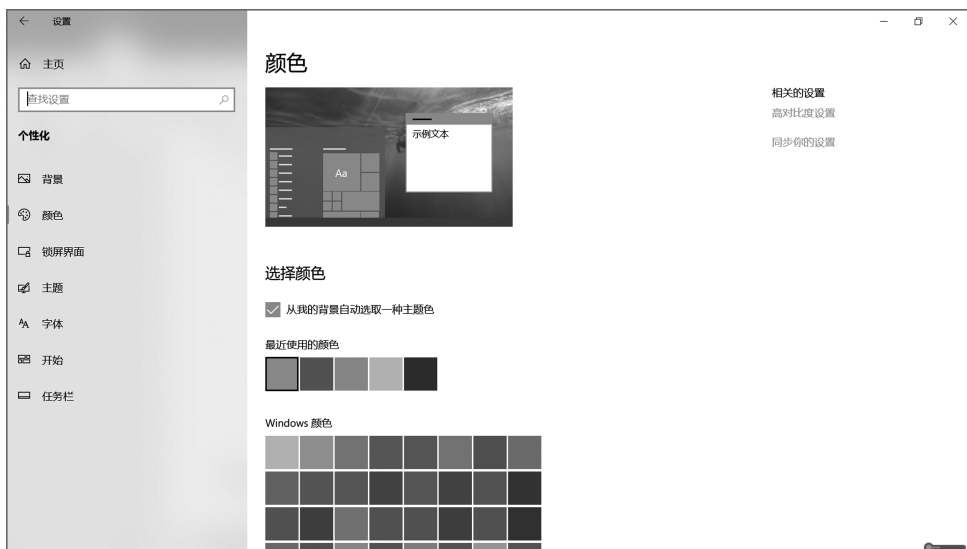 设置
主页
查找设置
个性化
背景
颜色
锁屏界面
主题
字体
开始
任务栏
颜色
示例文本
Aa
选择颜色
从我的背景自动选取一种主题色
最近使用的颜色
Windows 颜色
相关的设置
高对比度设置
同步你的设置